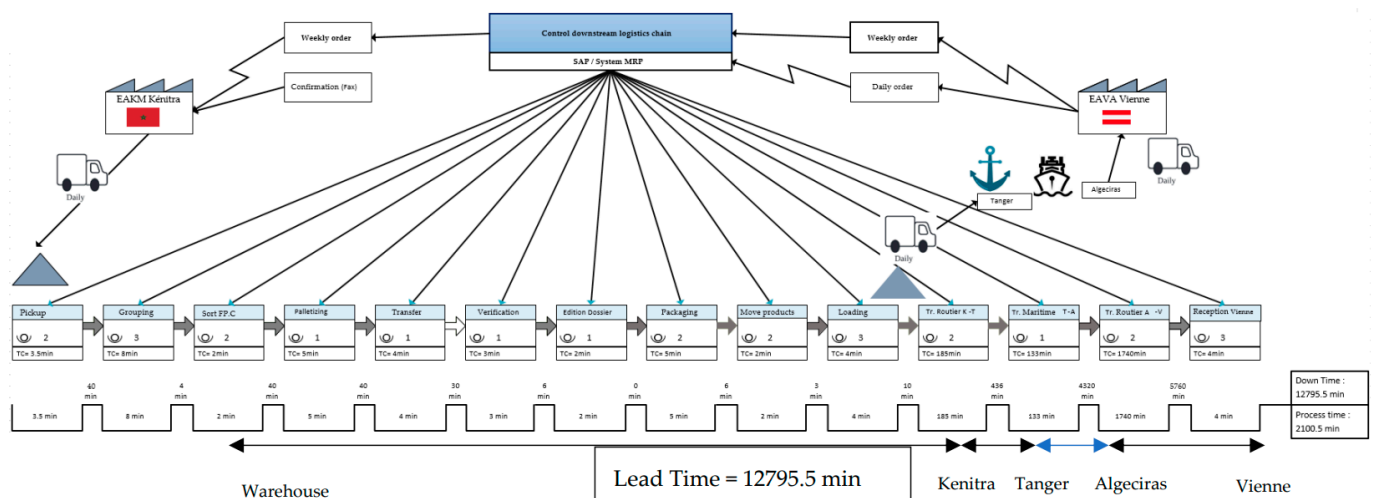 Weekly order
Control downstream logistics chain
Weekly order
SAP / System MRP
EAKM Kénitra
Confirmation (Fax)
Daily order
EAVA Vienne
Daily
Tanger
Algeciras
Daily
Daily
Pickup
Grouping
Sort FP.C
Palletizing
Transfer
Verification
Edition Dossier
Packaging
Move products
Loading
Tr. Routier K -T
Tr. Maritime T-A
Tr. Routier A -V
Reception Vienne
2
3
2
1
1
1
1
2
2
3
2
1
2
3
TC= 3.5min
TC= 8min
TC= 2min
TC= 5min
TC= 4min
TC= 3min
TC= 2min
TC= 5min
TC= 2min
TC= 4min
TC= 185min
TC= 133min
TC= 1740min
TC= 4min
40 min
4 min
40 min
40 min
30 min
6 min
0 min
6 min
3 min
10 min
436 min
4320 min
5760 min
Down Time :
12795.5 min
3.5 min
8 min
2 min
5 min
4 min
3 min
2 min
5 min
2 min
4 min
185 min
133 min
1740 min
4 min
Process time :
2100.5 min
Lead Time = 12795.5 min
Warehouse
Kenitra
Tanger
Algeciras
Vienne